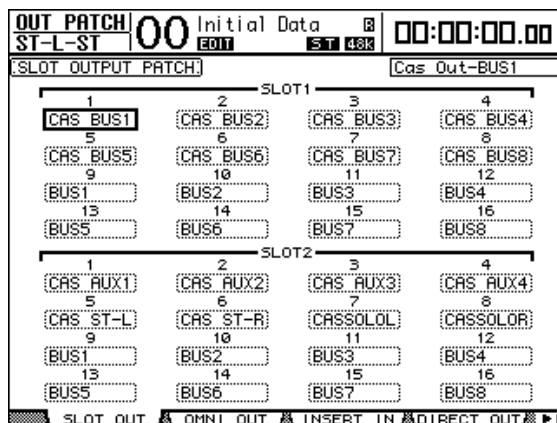 OUT PATCH 00 Initial Data R 00:00:00.00
ST-L-ST EDIT ST 48k
SLOT OUTPUT PATCH Cas Out-BUS1
SLOT1
1 2 3 4
CAS BUS1 CAS BUS2 CAS BUS3 CAS BUS4
5 6 7 8
CAS BUS5 CAS BUS6 CAS BUS7 CAS BUS8
9 10 11 12
BUS1 BUS2 BUS3 BUS4
13 14 15 16
BUS5 BUS6 BUS7 BUS8
SLOT2
1 2 3 4
CAS AUX1 CAS AUX2 CAS AUX3 CAS AUX4
5 6 7 8
CAS ST-L CAS ST-R CASSOLOL CASSOLOR
9 10 11 12
BUS1 BUS2 BUS3 BUS4
13 14 15 16
BUS5 BUS6 BUS7 BUS8
SLOT OUT OMNI OUT INSERT IN DIRECT OUT